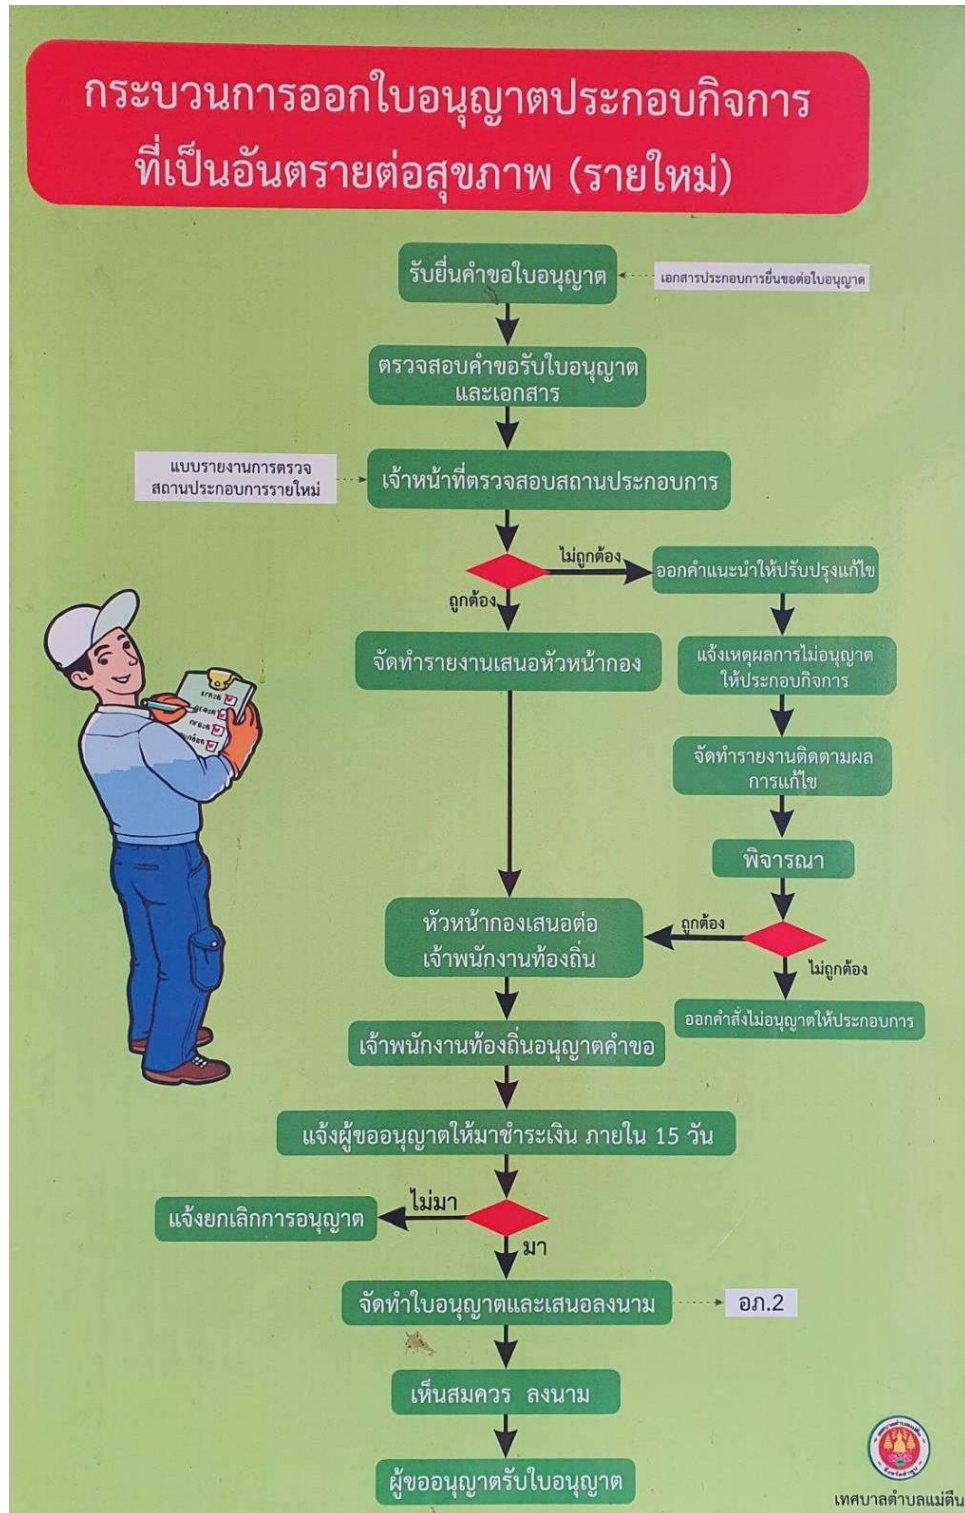 กระบวนการออกใบอนุญาตประกอบกิจการ
ที่เป็นอันตรายต่อสุขภาพ (รายใหม่)
รับยื่นคำขอใบอนุญาต
เอกสารประกอบการยื่นขอต่อใบอนุญาต
ตรวจสอบคำขอรับใบอนุญาต
และเอกสาร
แบบรายงานการตรวจ
สถานประกอบการรายใหม่
เจ้าหน้าที่ตรวจสอบสถานประกอบการ
ไม่ถูกต้อง
ออกคำแนะนำให้ปรับปรุงแก้ไข
ถูกต้อง
จัดทำรายงานเสนอหัวหน้ากอง
แจ้งเหตุผลการไม่อนุญาต
ให้ประกอบกิจการ
จัดทำรายงานติดตามผล
การแก้ไข
พิจารณา
หัวหน้ากองเสนอต่อ
เจ้าพนักงานท้องถิ่น
ถูกต้อง
ไม่ถูกต้อง
ออกคำสั่งไม่อนุญาตให้ประกอบการ
เจ้าพนักงานท้องถิ่นอนุญาตคำขอ
แจ้งผู้ขออนุญาตให้มาชำระเงิน ภายใน 15 วัน
ไม่มา
แจ้งยกเลิกการอนุญาต
มา
จัดทำใบอนุญาตและเสนอลงนาม
อภ.2
เห็นสมควร ลงนาม
ผู้ขออนุญาตรับใบอนุญาต
เทศบาลตำบลแม่ตืน